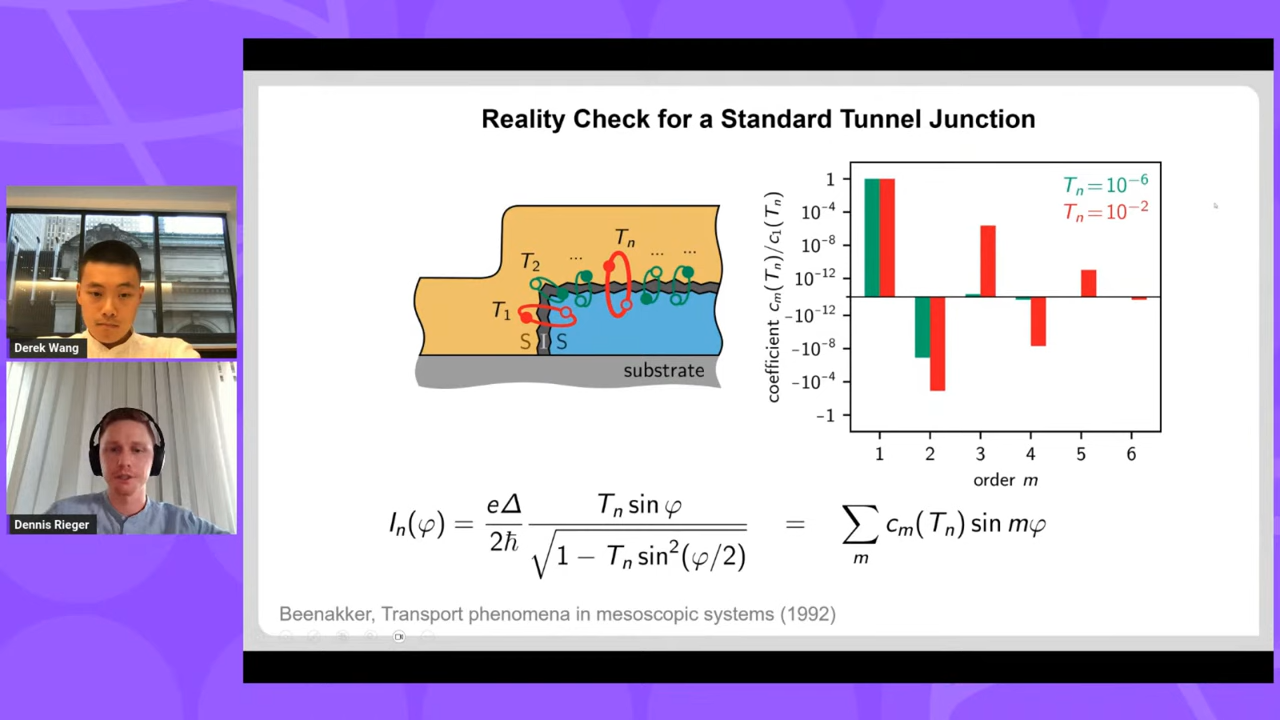 Reality Check for a Standard Tunnel Junction
Derek Wang
Dennis Rieger
T₁
T₂
...
Tₙ
...
...
S I S
substrate
coefficient cₘ(Tₙ)/c₁(Tₙ)
1
10⁻⁴
10⁻⁸
10⁻¹²
−10⁻¹²
−10⁻⁸
−10⁻⁴
−1
Tₙ=10⁻⁶
Tₙ=10⁻²
1 2 3 4 5 6
order m
Iₙ(φ) = eΔ/2ħ Tₙ sin φ/√(1 − Tₙ sin²(φ/2)) = ∑ₘ cₘ(Tₙ) sin mφ
Beenakker, Transport phenomena in mesoscopic systems (1992)